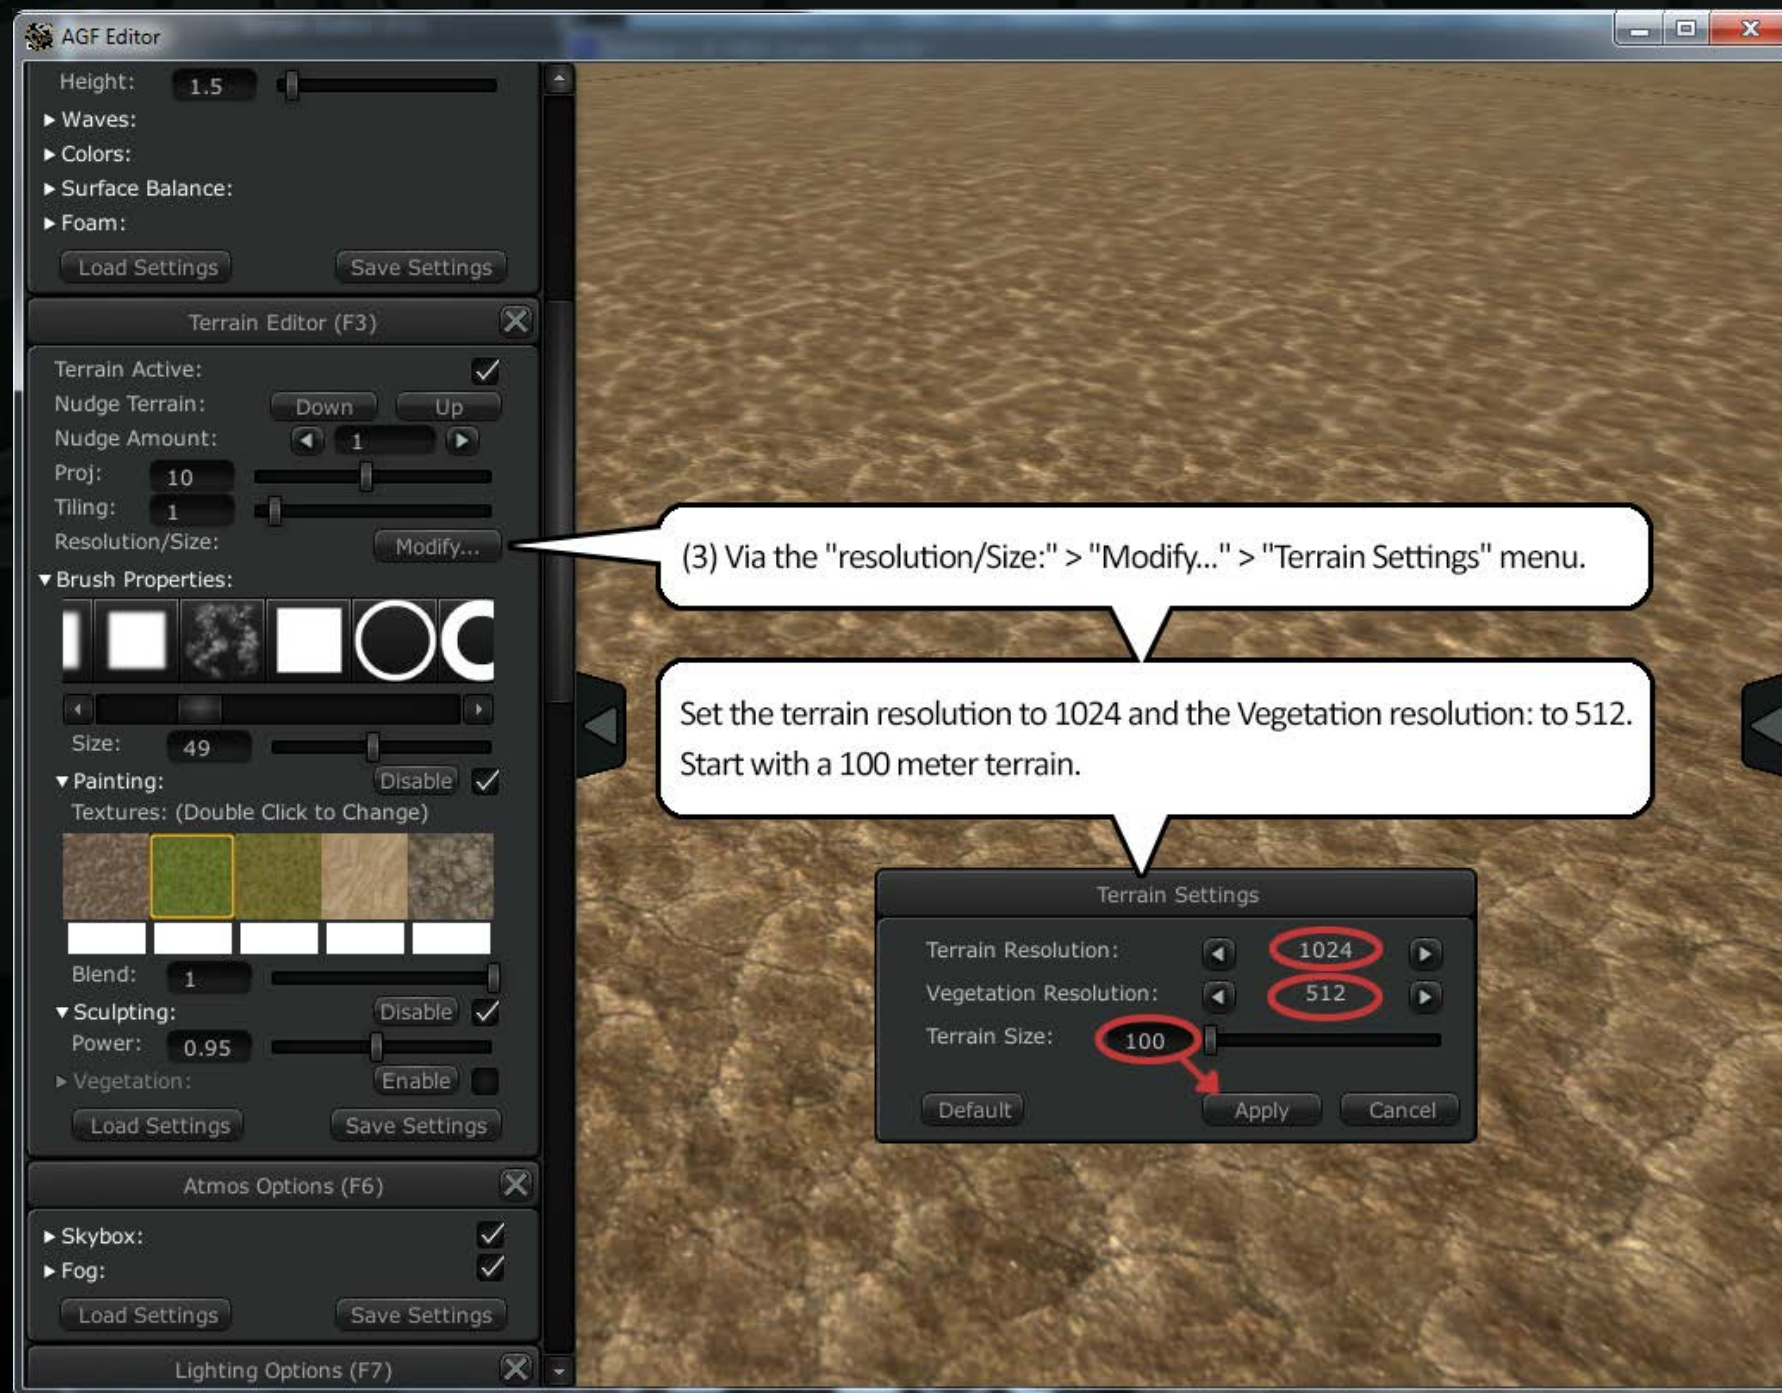 AGF Editor
Height: 1.5
Waves:
Colors:
Surface Balance:
Foam:
Load Settings Save Settings
Terrain Editor (F3)
Terrain Active:
Nudge Terrain: Down Up
Nudge Amount: 1
Proj: 10
Tiling: 1
Resolution/Size: Modify...
Brush Properties:
Size: 49
Painting: Disable
Textures: (Double Click to Change)
Blend: 1
Sculpting: Disable
Power: 0.95
Vegetation: Enable
Load Settings Save Settings
Atmos Options (F6)
Skybox:
Fog:
Load Settings Save Settings
Lighting Options (F7)
(3) Via the "resolution/Size:" > "Modify..." > "Terrain Settings" menu.
Set the terrain resolution to 1024 and the Vegetation resolution: to 512.
Start with a 100 meter terrain.
Terrain Settings
Terrain Resolution: 1024
Vegetation Resolution: 512
Terrain Size: 100
Default Apply Cancel